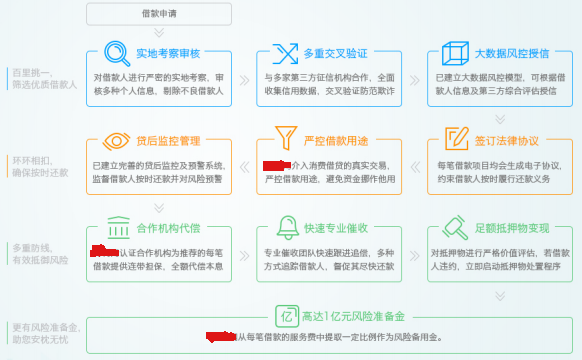 借款申请
百里挑一，
筛选优质借款人
实地考察审核
对借款人进行严密的实地考察，审
核多种个人信息，剔除不良借款人
多重交叉验证
与多家第三方征信机构合作，全面
收集信用数据，交叉验证防范欺诈
大数据风控授信
已建立大数据风控模型，可根据借
款人信息及第三方综合评估授信
环环相扣，
确保按时还款
贷后监控管理
已建立完善的贷后监控及预警系统，
监督借款人按时还款并对风险预警
严控借款用途
介入消费借贷的真实交易，
严控借款用途，避免资金挪作他用
签订法律协议
每笔借款项目均会生成电子协议，
约束借款人按时履行还款义务
多重防线，
有效抵御风险
合作机构代偿
认证合作机构为推荐的每笔
借款提供连带担保，全额代偿本息
快速专业催收
专业催收团队快速跟进追偿，多种
方式追踪借款人，督促其尽快还款
足额抵押物变现
对抵押物进行严格价值评估，若借款
人违约，立即启动抵押物处置程序
更有风险准备金，
助您安枕无忧
亿 高达1亿元风险准备金
从每笔借款的服务费中提取一定比例作为风险备用金。